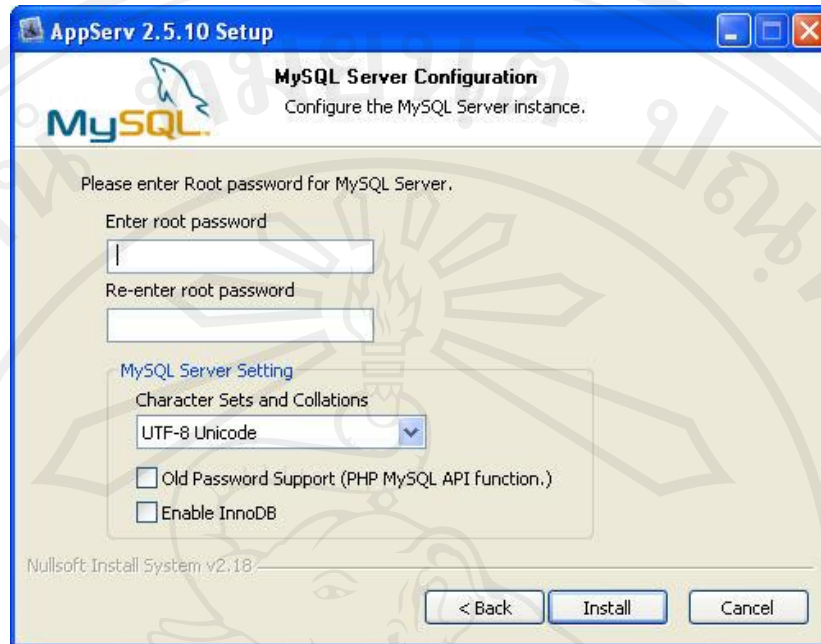 AppServ 2.5.10 Setup
MySQL Server Configuration
Configure the MySQL Server instance.
MySQL
Please enter Root password for MySQL Server.
Enter root password
Re-enter root password
MySQL Server Setting
Character Sets and Collations
UTF-8 Unicode
Old Password Support (PHP MySQL API function.)
Enable InnoDB
Nullsoft Install System v2.18
< Back
Install
Cancel